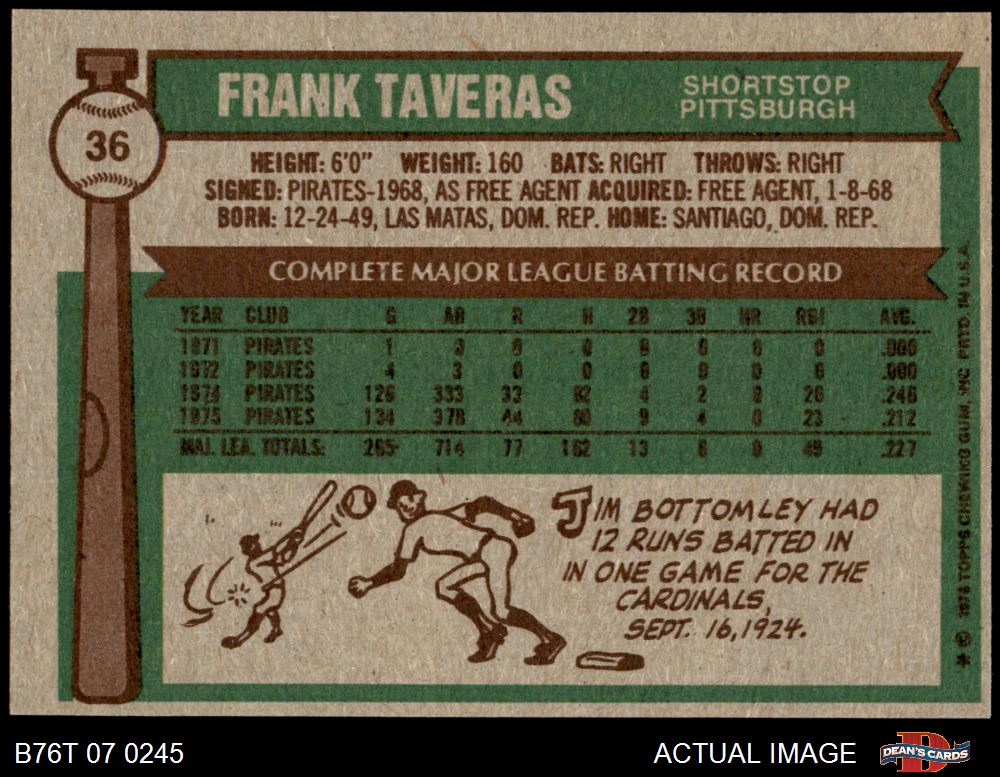 36
FRANK TAVERAS
SHORTSTOP
PITTSBURGH
HEIGHT: 6'0" WEIGHT: 160 BATS: RIGHT THROWS: RIGHT
SIGNED: PIRATES-1968, AS FREE AGENT ACQUIRED: FREE AGENT, 1-8-68
BORN: 12-24-49, LAS MATAS, DOM. REP. HOME: SANTIAGO, DOM. REP.
COMPLETE MAJOR LEAGUE BATTING RECORD
YEAR CLUB G AB R H 2B 3B HR RBI AVG.
1971 PIRATES 1 0 0 0 0 0 0 .000
1972 PIRATES 4 3 0 0 0 0 0 0 .000
1974 PIRATES 126 333 33 82 4 2 0 26 .246
1975 PIRATES 134 378 44 80 9 4 0 23 .212
MAJ. LEA. TOTALS: 265 714 77 162 13 6 0 49 .227
JIM BOTTOMLEY HAD
12 RUNS BATTED IN
IN ONE GAME FOR THE
CARDINALS,
SEPT. 16, 1924.
* © 1976 TOPPS CHEWING GUM, INC. PRTD. IN U.S.A.
B76T 07 0245
ACTUAL IMAGE
DEAN'S CARDS